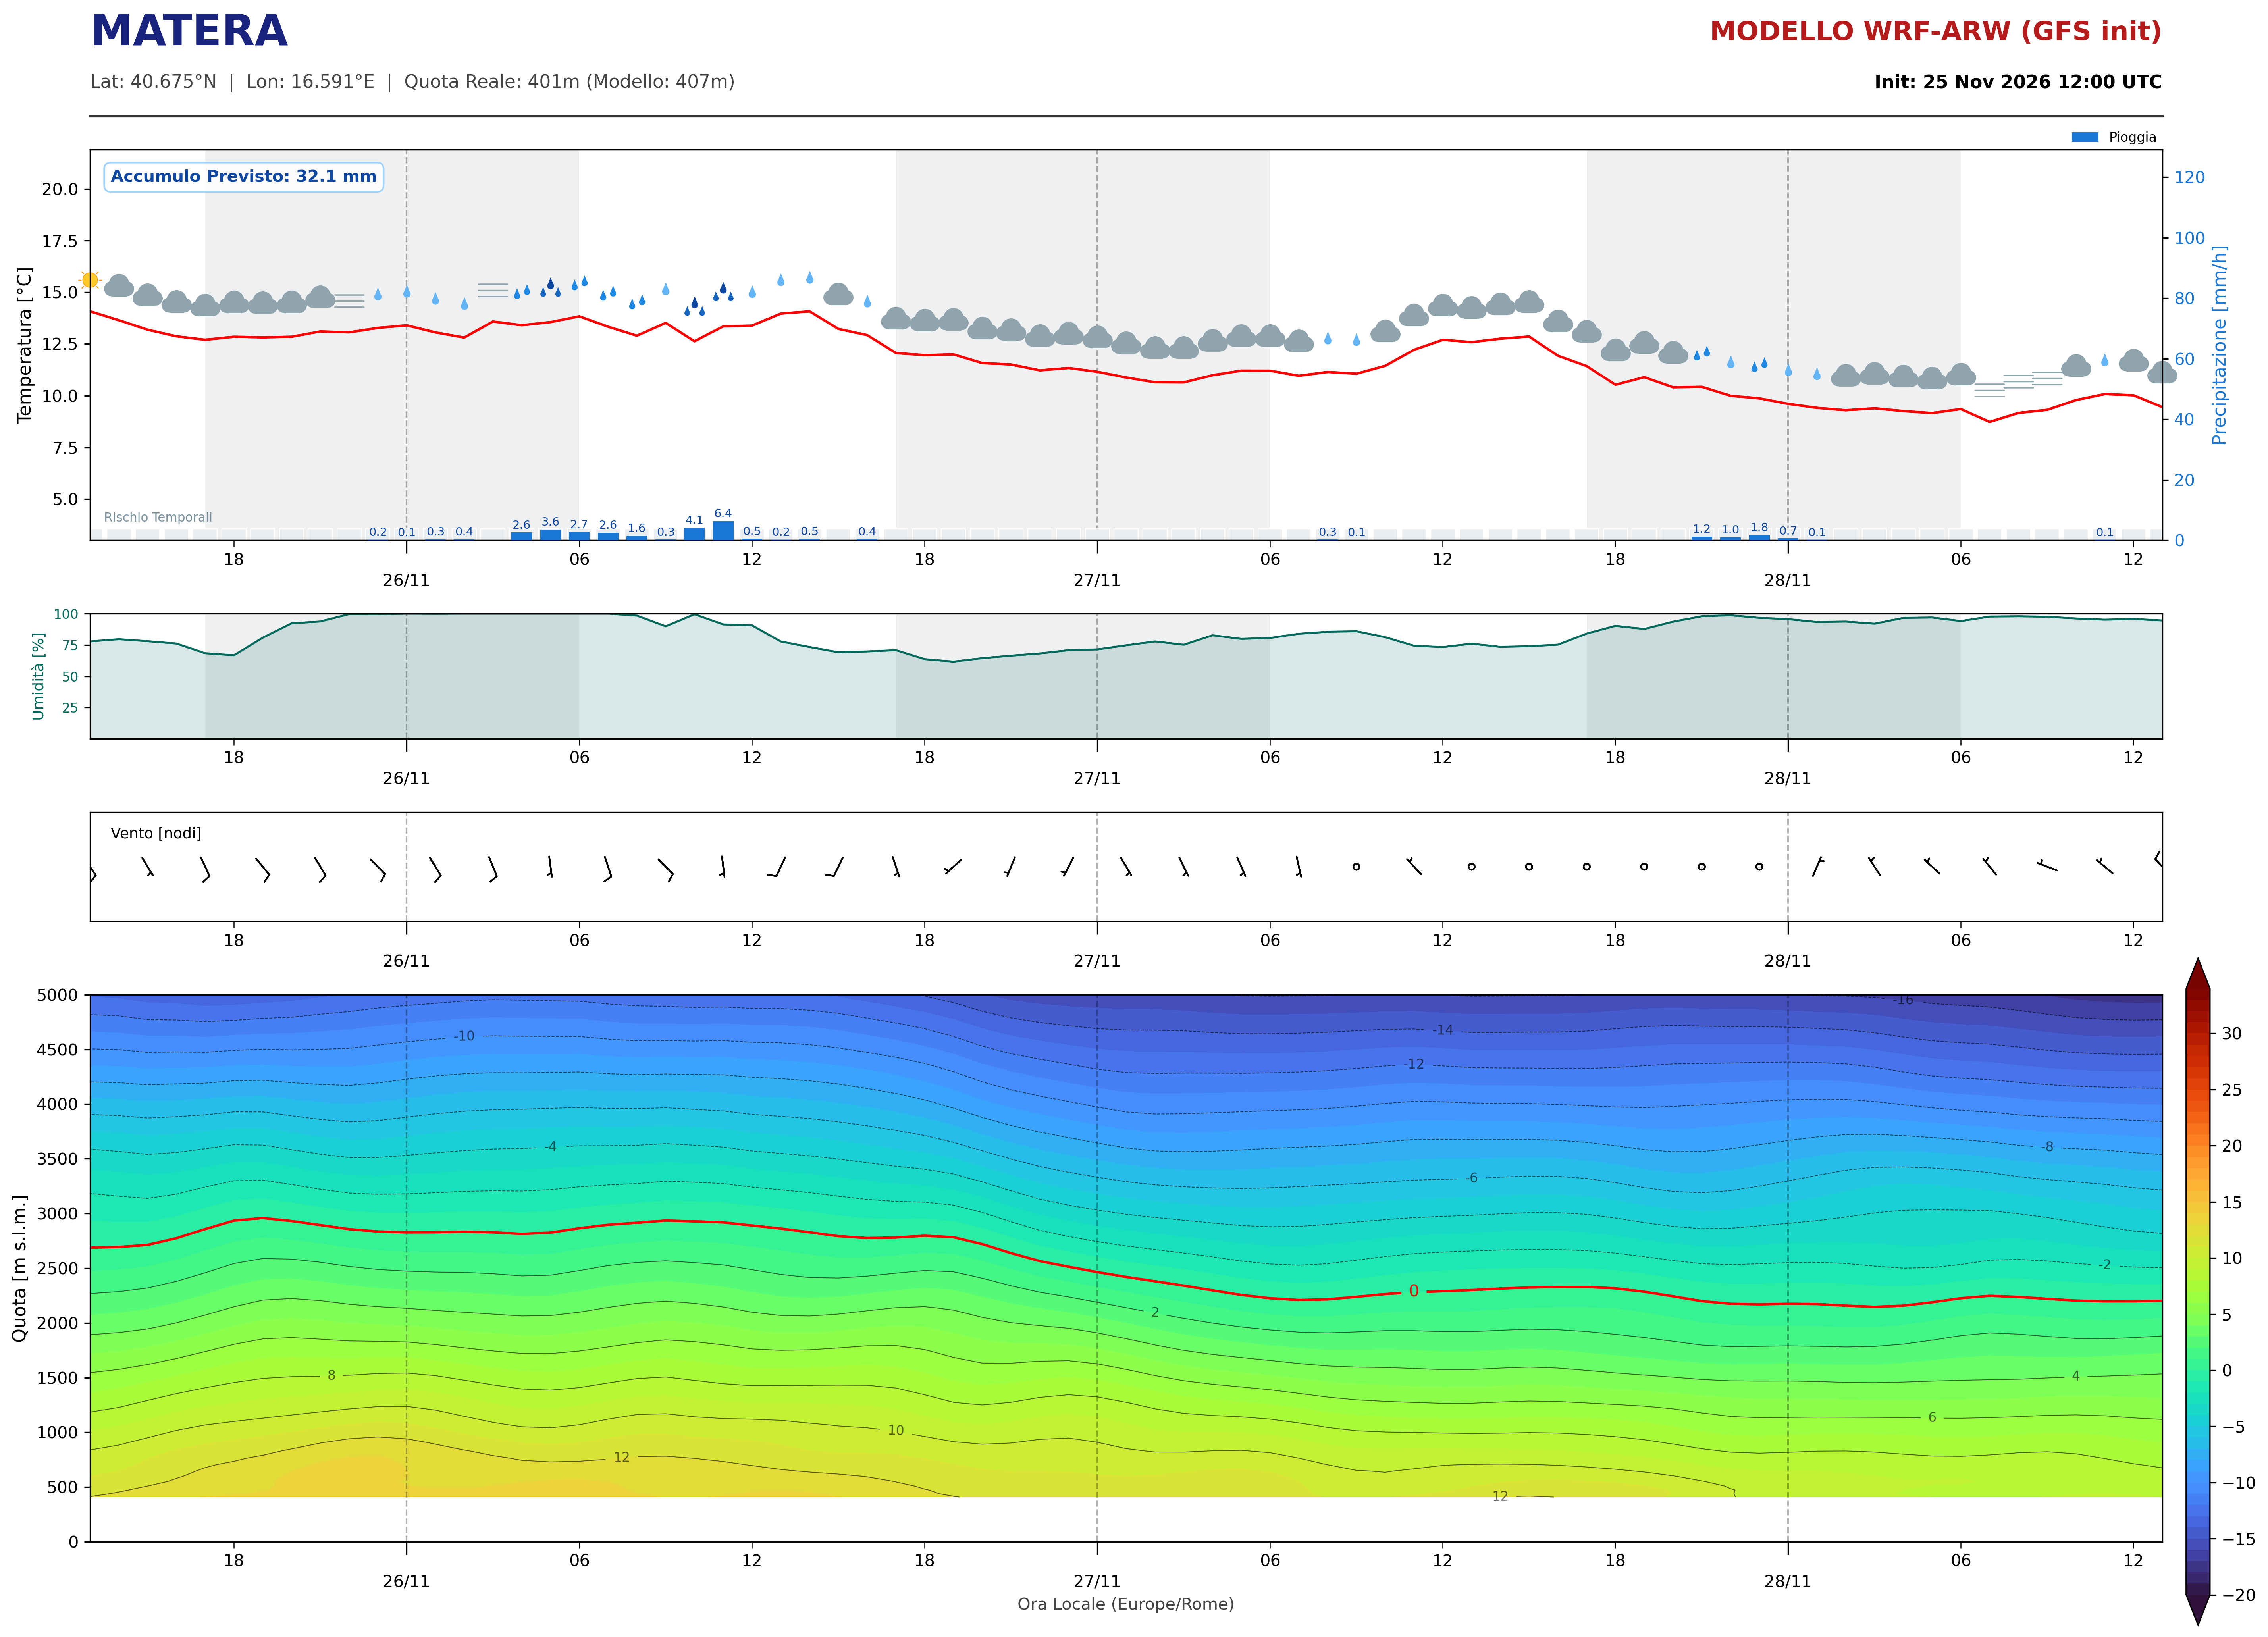 MATERA
MODELLO WRF-ARW (GFS init)
Lat: 40.675°N | Lon: 16.591°E | Quota Reale: 401m (Modello: 407m)
Init: 25 Nov 2026 12:00 UTC
Pioggia
Accumulo Previsto: 32.1 mm
Temperatura [°C]
20.0
17.5
15.0
12.5
10.0
7.5
5.0
Precipitazione [mm/h]
120
100
80
60
40
20
0
Rischio Temporali
0.2 0.1 0.3 0.4 2.6 3.6 2.7 2.6 1.6 0.3 4.1 6.4 0.5 0.2 0.5 0.4 0.3 0.1 1.2 1.0 1.8 0.7 0.1 0.1
18 06 12 18 06 12 18 06 12
26/11 27/11 28/11
Umidità [%]
100
75
50
25
18 06 12 18 06 12 18 06 12
26/11 27/11 28/11
Vento [nodi]
18 06 12 18 06 12 18 06 12
26/11 27/11 28/11
Quota [m s.l.m.]
5000
4500
4000
3500
3000
2500
2000
1500
1000
500
0
-16
-10
-14
-12
-4
-8
-6
-2
0
2
8
4
6
10
12
12
30
25
20
15
10
5
0
−5
−10
−15
−20
18 06 12 18 06 12 18 06 12
26/11 27/11 28/11
Ora Locale (Europe/Rome)